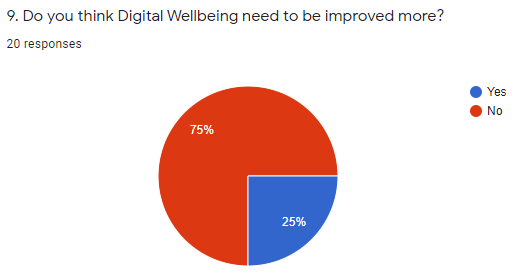 9. Do you think Digital Wellbeing need to be improved more?
20 responses
Yes
No
75%
25%